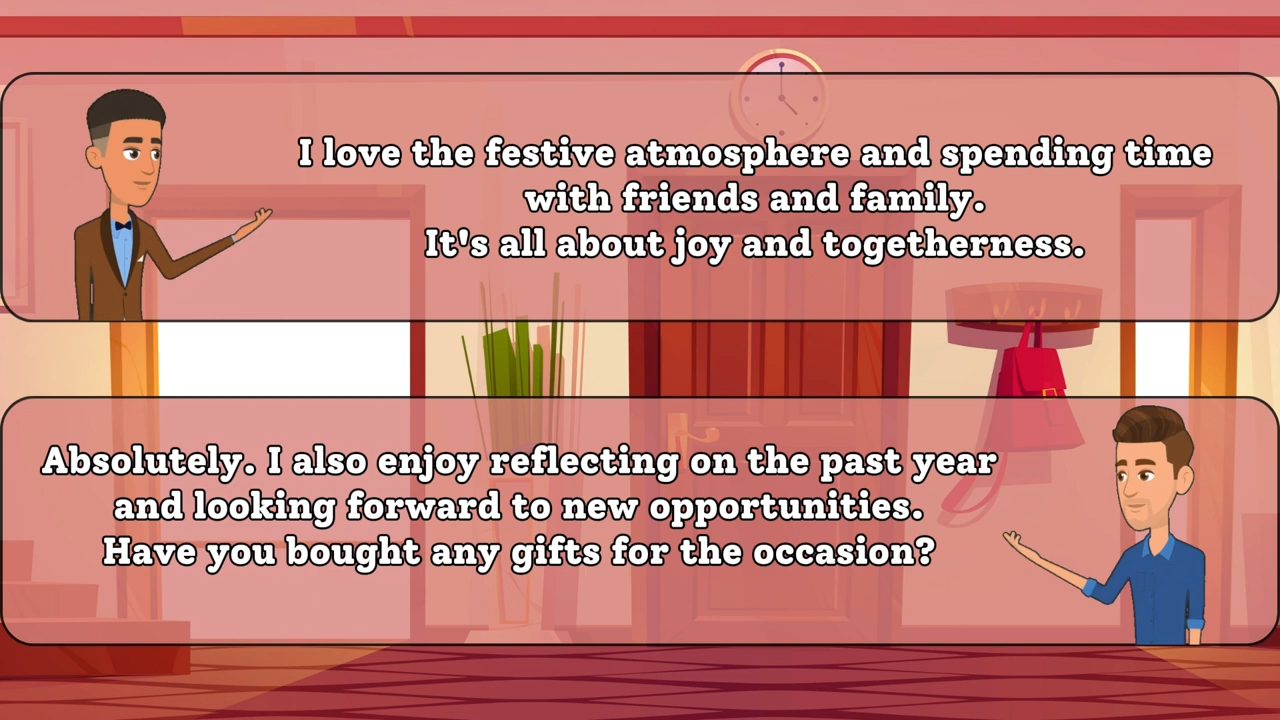 I love the festive atmosphere and spending time
with friends and family.
It's all about joy and togetherness.
Absolutely. I also enjoy reflecting on the past year
and looking forward to new opportunities.
Have you bought any gifts for the occasion?